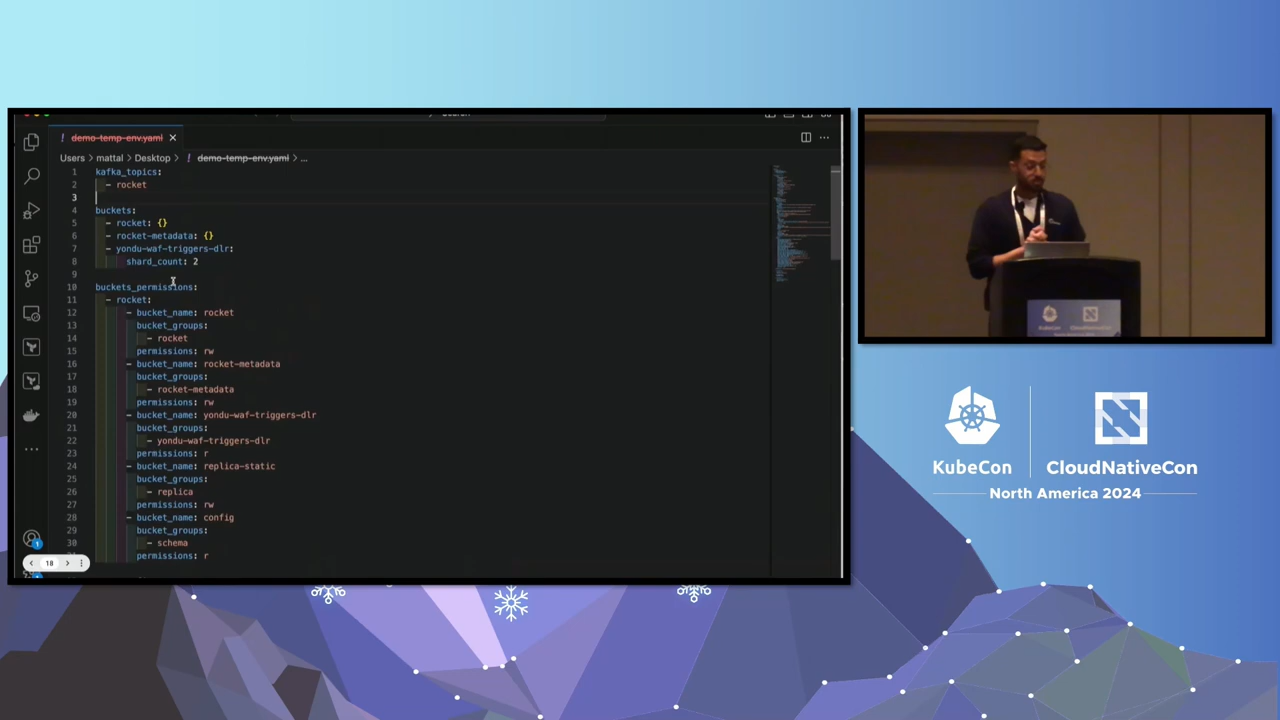 demo-temp-env.yaml
Users > mattal > Desktop > ! demo-temp-env.yaml > ...
1 kafka_topics:
2 - rocket
3
4 buckets:
5 - rocket: {}
6 - rocket-metadata: {}
7 - yondu-waf-triggers-dlr:
8 shard_count: 2
9
10 buckets_permissions:
11 - rocket:
12 - bucket_name: rocket
13 bucket_groups:
14 - rocket
15 permissions: rw
16 - bucket_name: rocket-metadata
17 bucket_groups:
18 - rocket-metadata
19 permissions: rw
20 - bucket_name: yondu-waf-triggers-dlr
21 bucket_groups:
22 - yondu-waf-triggers-dlr
23 permissions: r
24 - bucket_name: replica-static
25 bucket_groups:
26 - replica
27 permissions: rw
28 - bucket_name: config
29 bucket_groups:
30 - schema
permissions: r
18
KubeCon CloudNativeCon
KubeCon CloudNativeCon
North America 2024